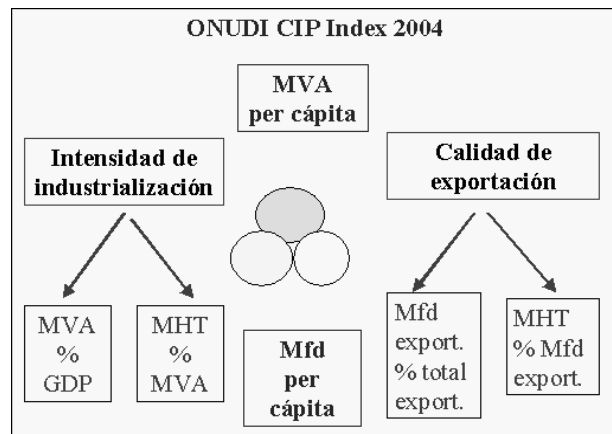 ONUDI CIP Index 2004
MVA
per cápita
Intensidad de
industrialización
Calidad de
exportación
MVA
%
GDP
MHT
%
MVA
Mfd
per
cápita
Mfd
export.
% total
export.
MHT
% Mfd
export.